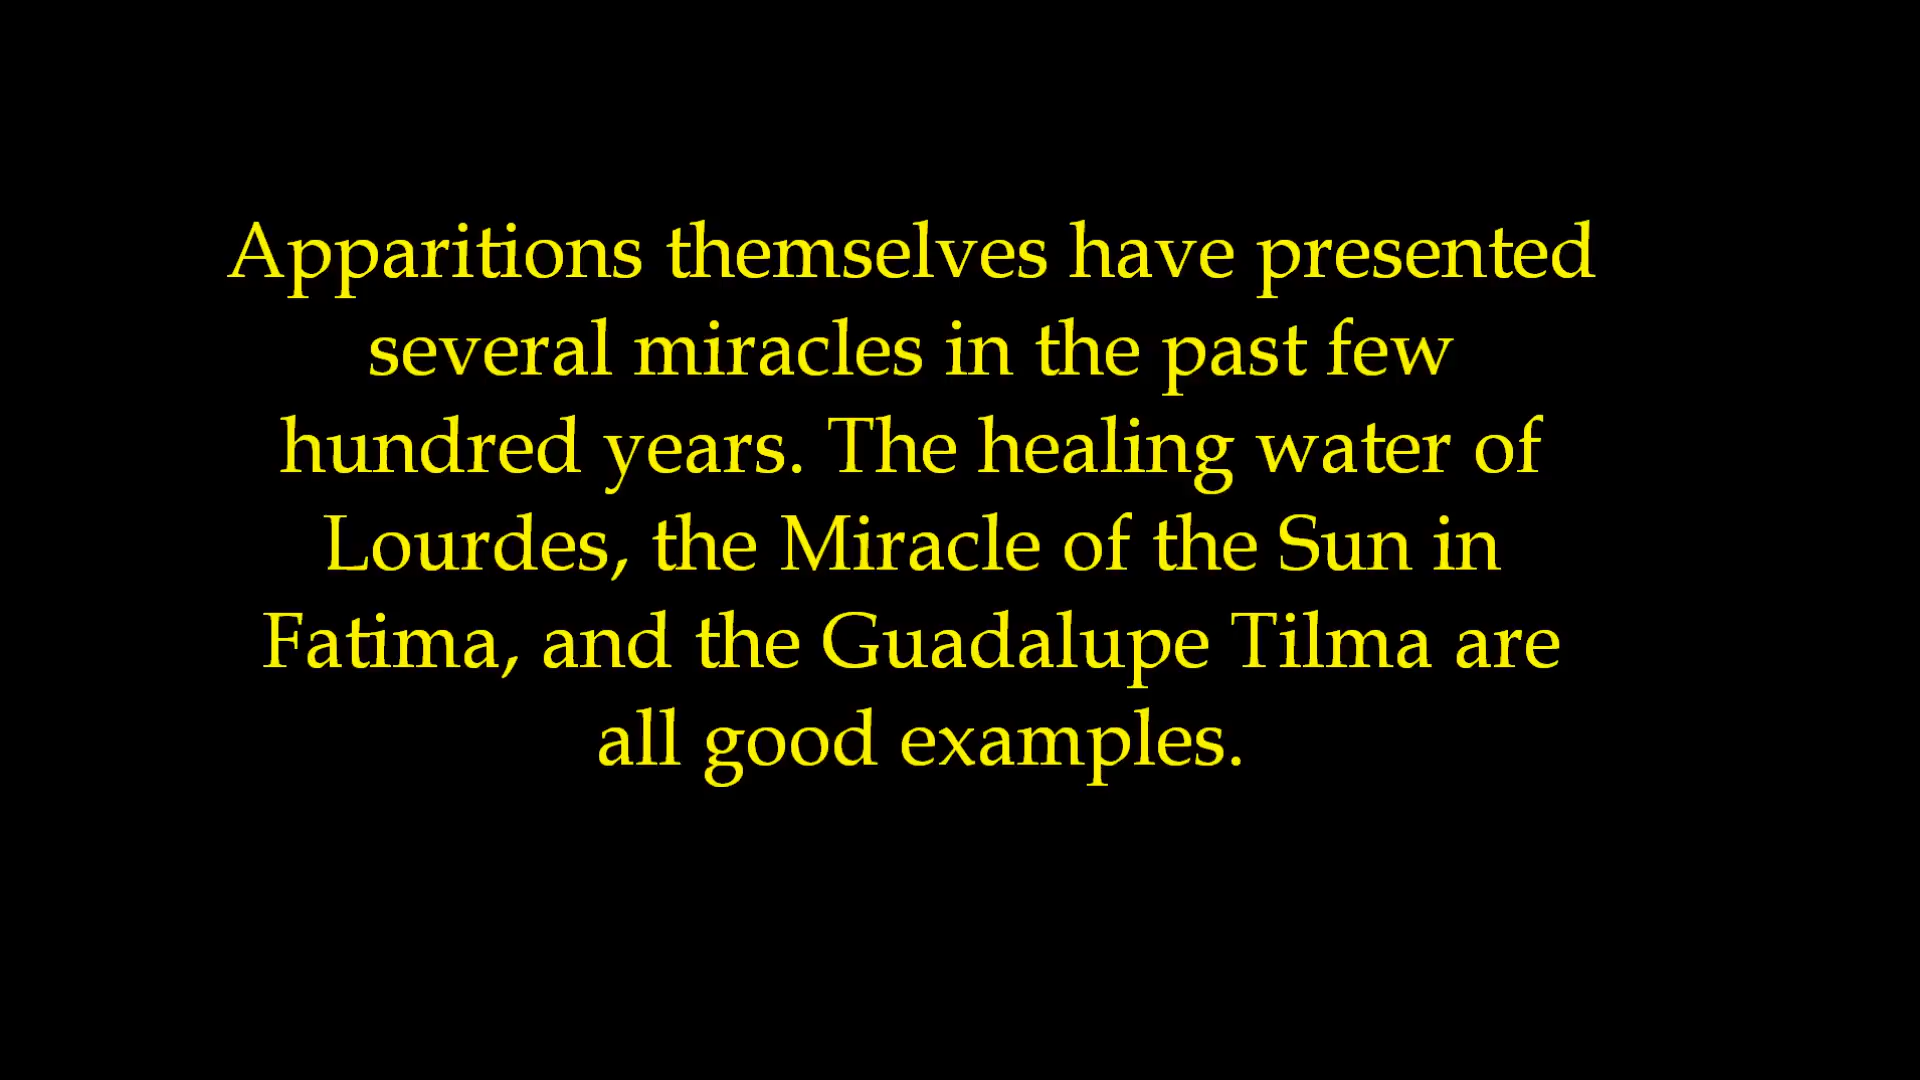 Apparitions themselves have presented
several miracles in the past few
hundred years. The healing water of
Lourdes, the Miracle of the Sun in
Fatima, and the Guadalupe Tilma are
all good examples.